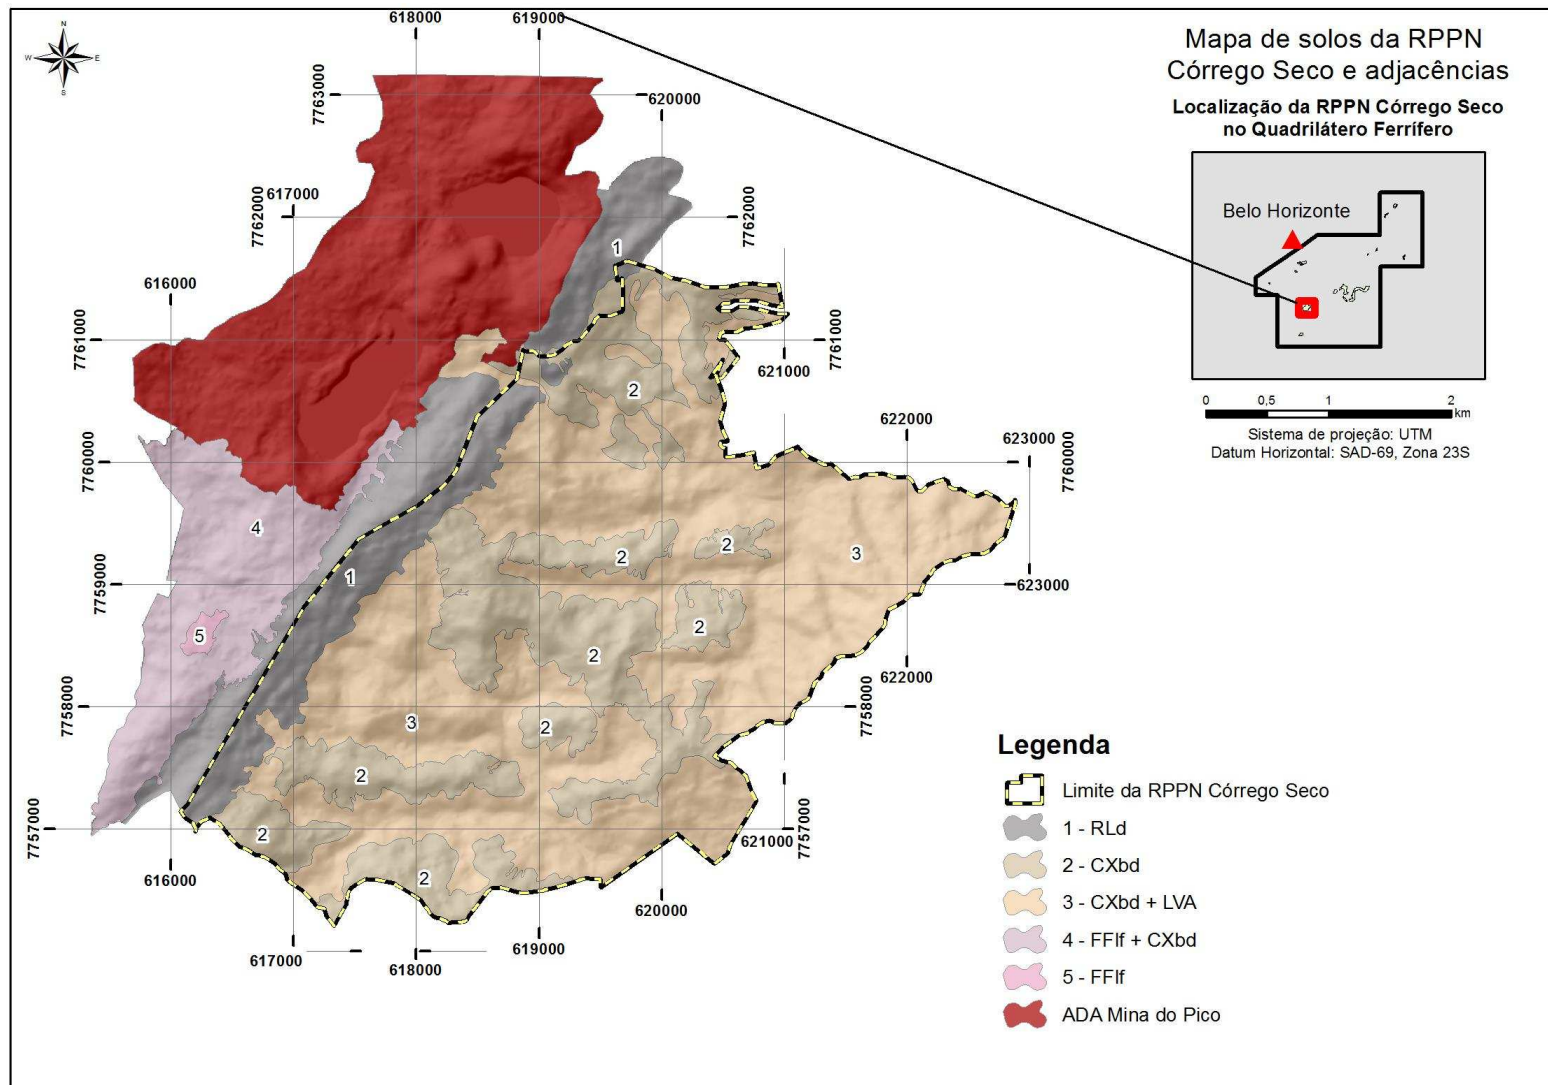 N
W
E
S
618000
619000
7763000
620000
617000
7762000
7762000
616000
7761000
7761000
621000
622000
623000
7760000
7760000
7759000
623000
622000
7758000
7758000
7757000
7757000
621000
616000
620000
619000
617000
618000
1
2
2
2
3
4
1
5
2
2
3
2
2
2
2
Mapa de solos da RPPN
Córrego Seco e adjacências
Localização da RPPN Córrego Seco
no Quadrilátero Ferrífero
Belo Horizonte
0 0,5 1 2
km
Sistema de projeção: UTM
Datum Horizontal: SAD-69, Zona 23S
Legenda
Limite da RPPN Córrego Seco
1 - RLd
2 - CXbd
3 - CXbd + LVA
4 - FFlf + CXbd
5 - FFlf
ADA Mina do Pico